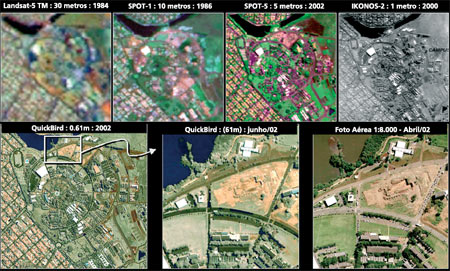 Landsat-5 TM : 30 metros : 1984
SPOT-1 : 10 metros : 1986
SPOT-5 : 5 metros : 2002
IKONOS-2 : 1 metro : 2000
QuickBird : 0.61m : 2002
QuickBird : (61m) : junho/02
Foto Aérea 1:8.000 - Abril/02